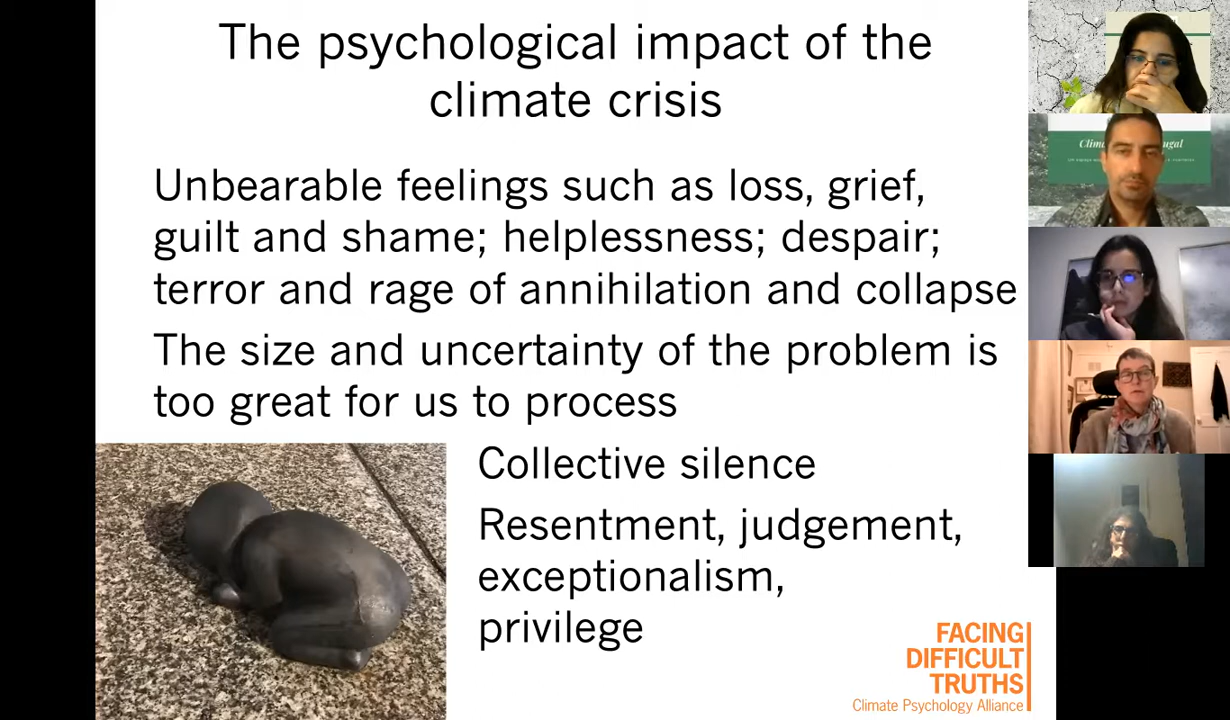 The psychological impact of the
climate crisis
Unbearable feelings such as loss, grief,
guilt and shame; helplessness; despair;
terror and rage of annihilation and collapse
The size and uncertainty of the problem is
too great for us to process
Collective silence
Resentment, judgement,
exceptionalism,
privilege
FACING
DIFFICULT
TRUTHS
Climate Psychology Alliance